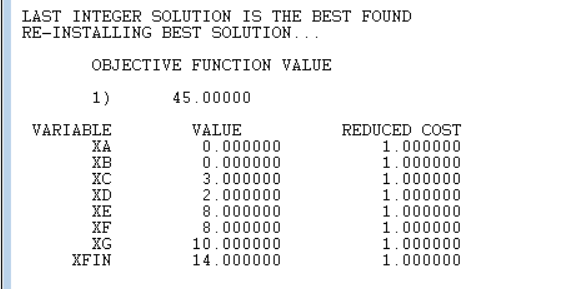 LAST INTEGER SOLUTION IS THE BEST FOUND
RE-INSTALLING BEST SOLUTION...
OBJECTIVE FUNCTION VALUE
1) 45.00000
VARIABLE VALUE REDUCED COST
XA 0.000000 1.000000
XB 0.000000 1.000000
XC 3.000000 1.000000
XD 2.000000 1.000000
XE 8.000000 1.000000
XF 8.000000 1.000000
XG 10.000000 1.000000
XFIN 14.000000 1.000000